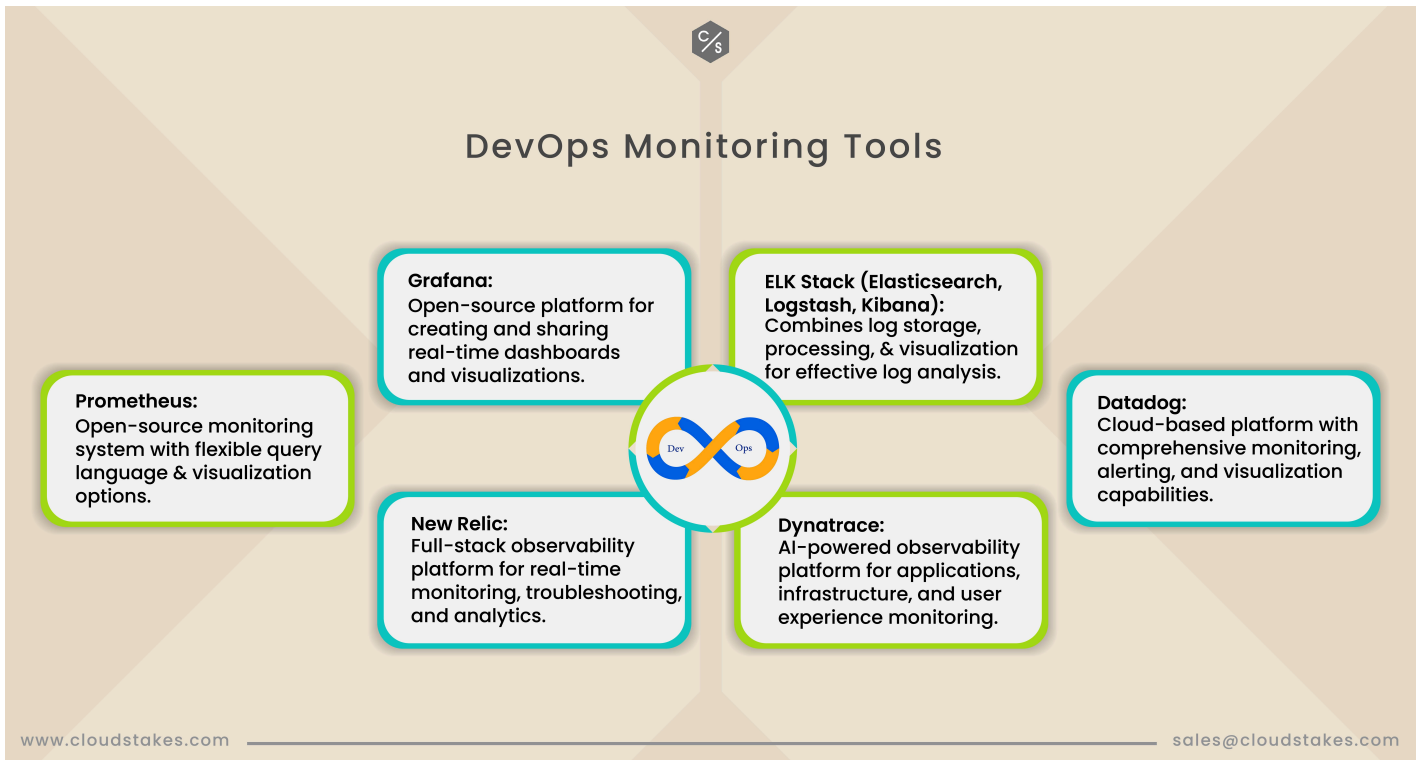 C/S
DevOps Monitoring Tools
Grafana:
Open-source platform for
creating and sharing
real-time dashboards
and visualizations.
ELK Stack (Elasticsearch,
Logstash, Kibana):
Combines log storage,
processing, & visualization
for effective log analysis.
Prometheus:
Open-source monitoring
system with flexible query
language & visualization
options.
Dev Ops
Datadog:
Cloud-based platform with
comprehensive monitoring,
alerting, and visualization
capabilities.
New Relic:
Full-stack observability
platform for real-time
monitoring, troubleshooting,
and analytics.
Dynatrace:
AI-powered observability
platform for applications,
infrastructure, and user
experience monitoring.
www.cloudstakes.com
sales@cloudstakes.com